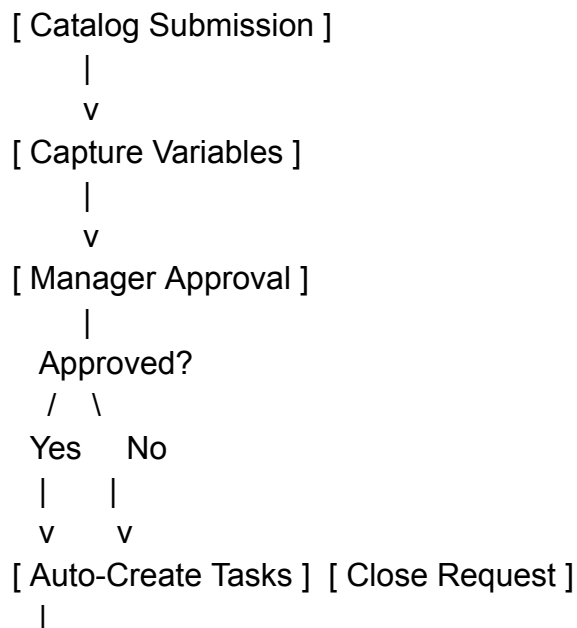 [ Catalog Submission ]
|
v
[ Capture Variables ]
|
v
[ Manager Approval ]
|
Approved?
/ \
Yes No
| |
v v
[ Auto-Create Tasks ] [ Close Request ]
|